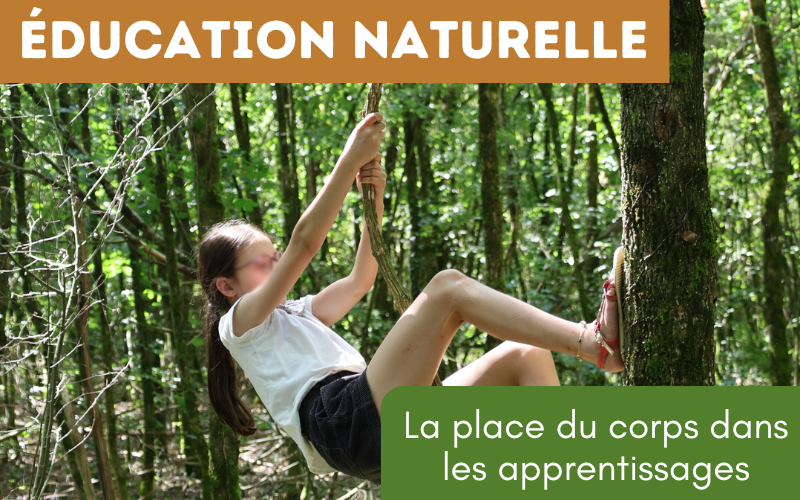 ÉDUCATION NATURELLE
La place du corps dans
les apprentissages